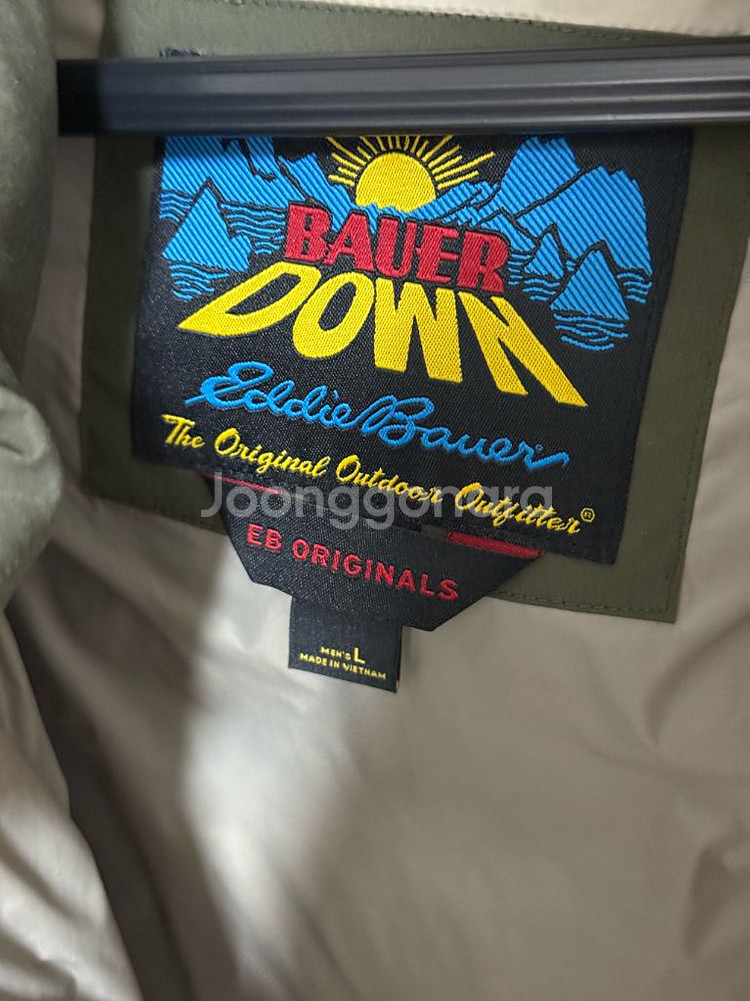 BAUER
DOWN
Eddie Bauer
The Original Outdoor Outfitter®
Joonggonara
EB ORIGINALS
MEN'S L
MADE IN VIETNAM